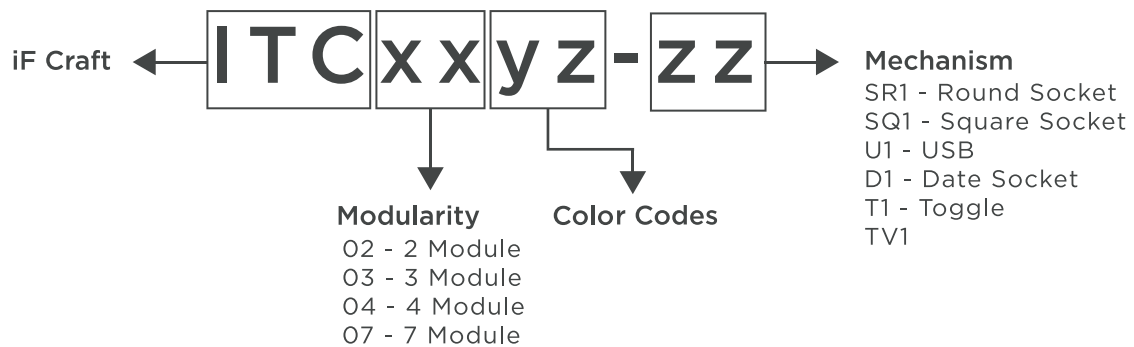 iF Craft ITCxxyz-zz Mechanism
SR1 - Round Socket
SQ1 - Square Socket
U1 - USB
D1 - Date Socket
T1 - Toggle
TV1
Modularity
02 - 2 Module
03 - 3 Module
04 - 4 Module
07 - 7 Module
Color Codes